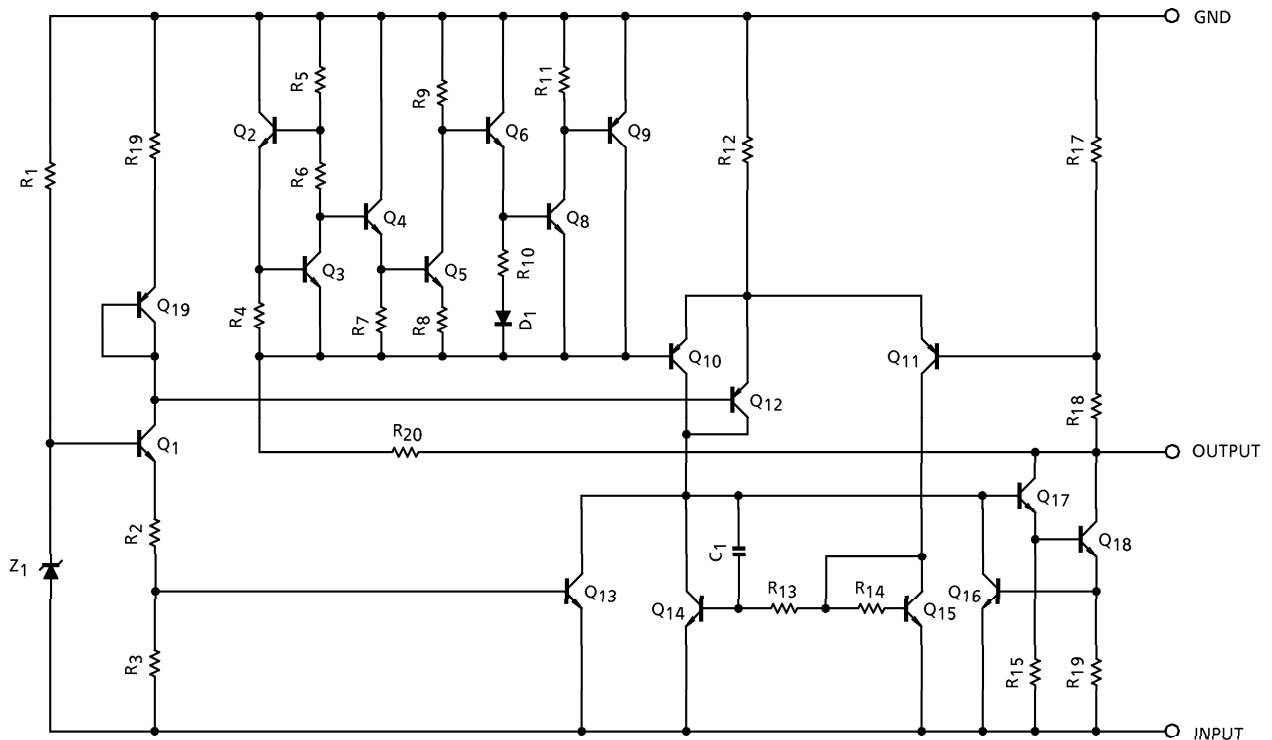 GND
R5
R9
R11
Q2
Q6
Q9
R19
R12
R17
R1
R6
Q4
Q8
Q3
Q5
R10
Q19
R4
R7
R8
D1
Q10
Q11
Q12
R18
Q1
R20
OUTPUT
Q17
R2
C1
Q18
Z1
Q13
R13
R14
Q16
Q14
Q15
R3
R15
R19
INPUT